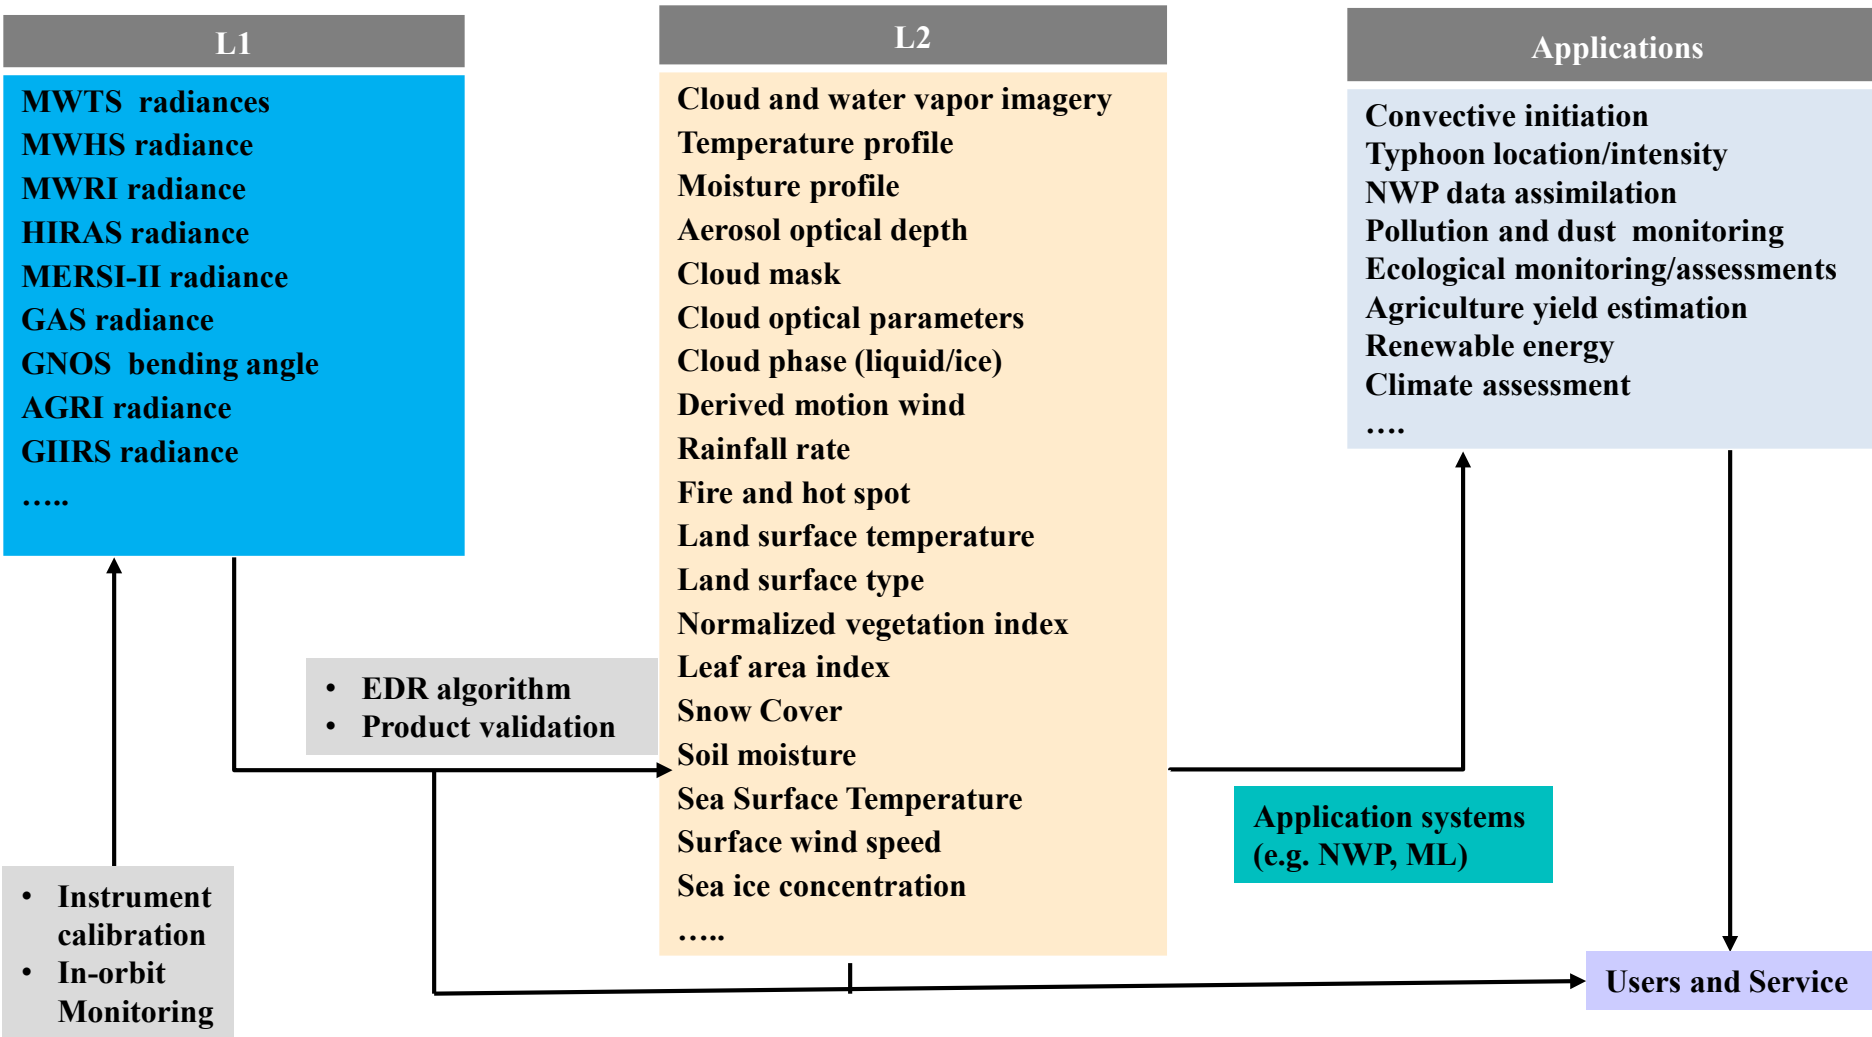 L1
MWTS  radiances
MWHS radiance
MWRI radiance
HIRAS radiance
MERSI-II radiance
GAS radiance
GNOS  bending angle
AGRI radiance
GIIRS radiance
…..
• Instrument
calibration
• In-orbit
Monitoring
• EDR algorithm
• Product validation
L2
Cloud and water vapor imagery
Temperature profile
Moisture profile
Aerosol optical depth
Cloud mask
Cloud optical parameters
Cloud phase (liquid/ice)
Derived motion wind
Rainfall rate
Fire and hot spot
Land surface temperature
Land surface type
Normalized vegetation index
Leaf area index
Snow Cover
Soil moisture
Sea Surface Temperature
Surface wind speed
Sea ice concentration
…..
Applications
Convective initiation
Typhoon location/intensity
NWP data assimilation
Pollution and dust  monitoring
Ecological monitoring/assessments
Agriculture yield estimation
Renewable energy
Climate assessment
….
Application systems
(e.g. NWP, ML)
Users and Service